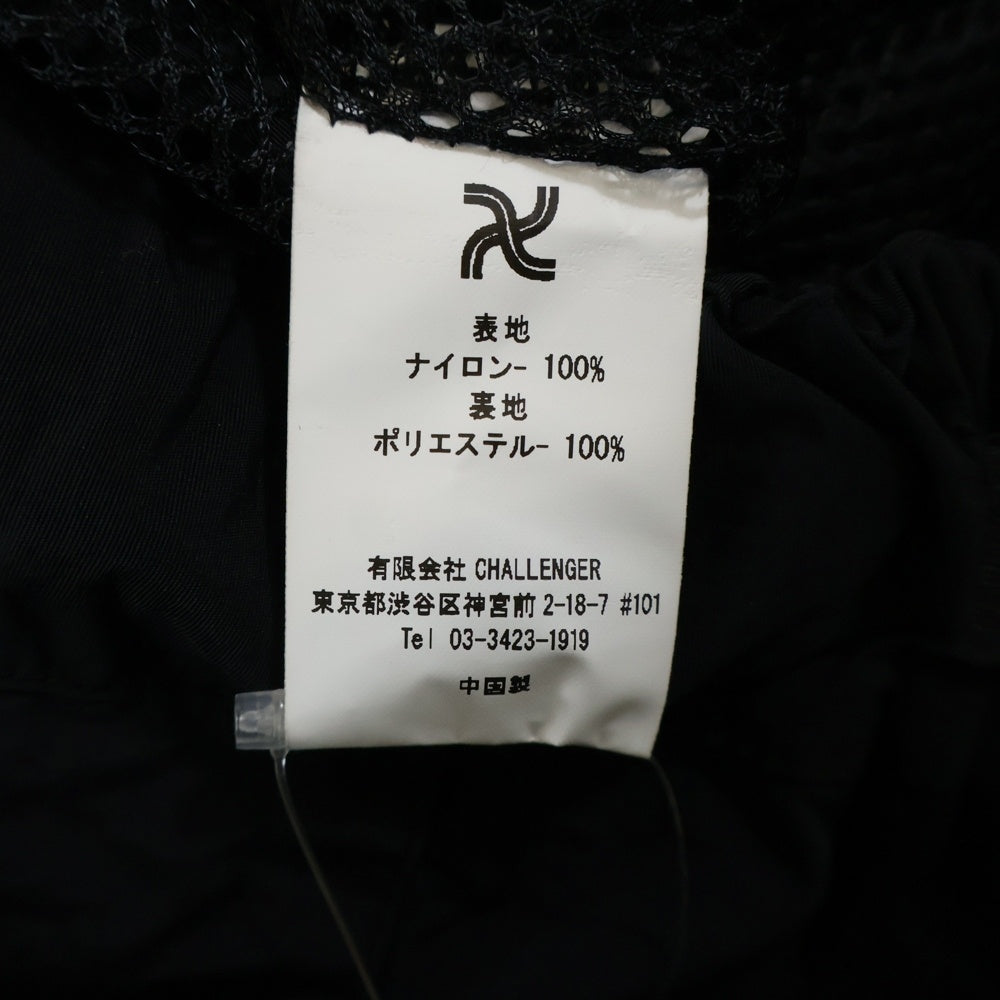 表地
ナイロン- 100%
裏地
ポリエステル- 100%
有限会社 CHALLENGER
東京都渋谷区神宮前 2-18-7 #101
Tel 03-3423-1919
中国製